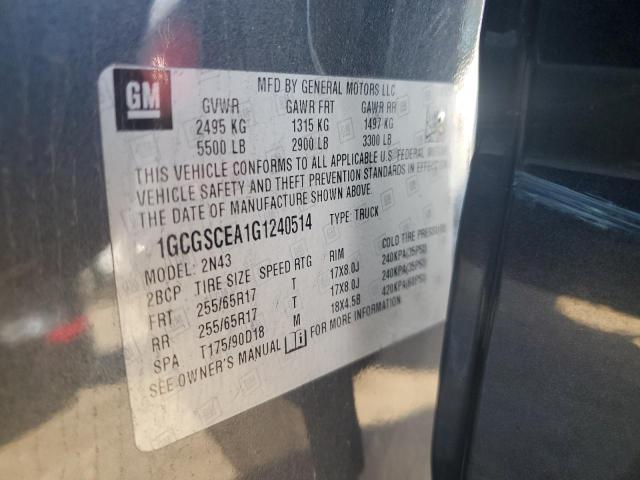 GM
MFD BY GENERAL MOTORS LLC
GVWR GAWR FRT GAWR RR
2495 KG 1315 KG 1497 KG
5500 LB 2900 LB 3300 LB
THIS VEHICLE CONFORMS TO ALL APPLICABLE U.S. FEDERAL MOTOR
VEHICLE SAFETY AND THEFT PREVENTION STANDARDS IN EFFECT ON
THE DATE OF MANUFACTURE SHOWN ABOVE.
1GCGSCEA1G1240514 TYPE: TRUCK
MODEL: 2N43
2BCP TIRE SIZE SPEED RTG RIM COLD TIRE PRESSURE
FRT 255/65R17 T 17X8.0J 240KPA(35PSI)
RR 255/65R17 T 17X8.0J 240KPA(35PSI)
SPA T175/90D18 M 18X4.5B 420KPA(60PSI)
SEE OWNER'S MANUAL i FOR MORE INFORMATION